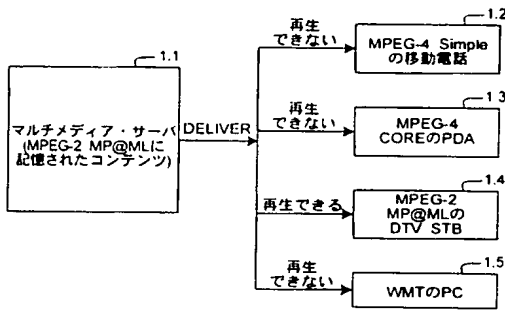 1.1
マルチメディア・サーバ
(MPEG-2 MP@MLに
記憶されたコンテンツ)
DELIVER
再生
できない
1.2
MPEG-4 Simple
の移動電話
再生
できない
1.3
MPEG-4
COREのPDA
再生できる
1.4
MPEG-2
MP@MLの
DTV STB
再生
できない
1.5
WMTのPC